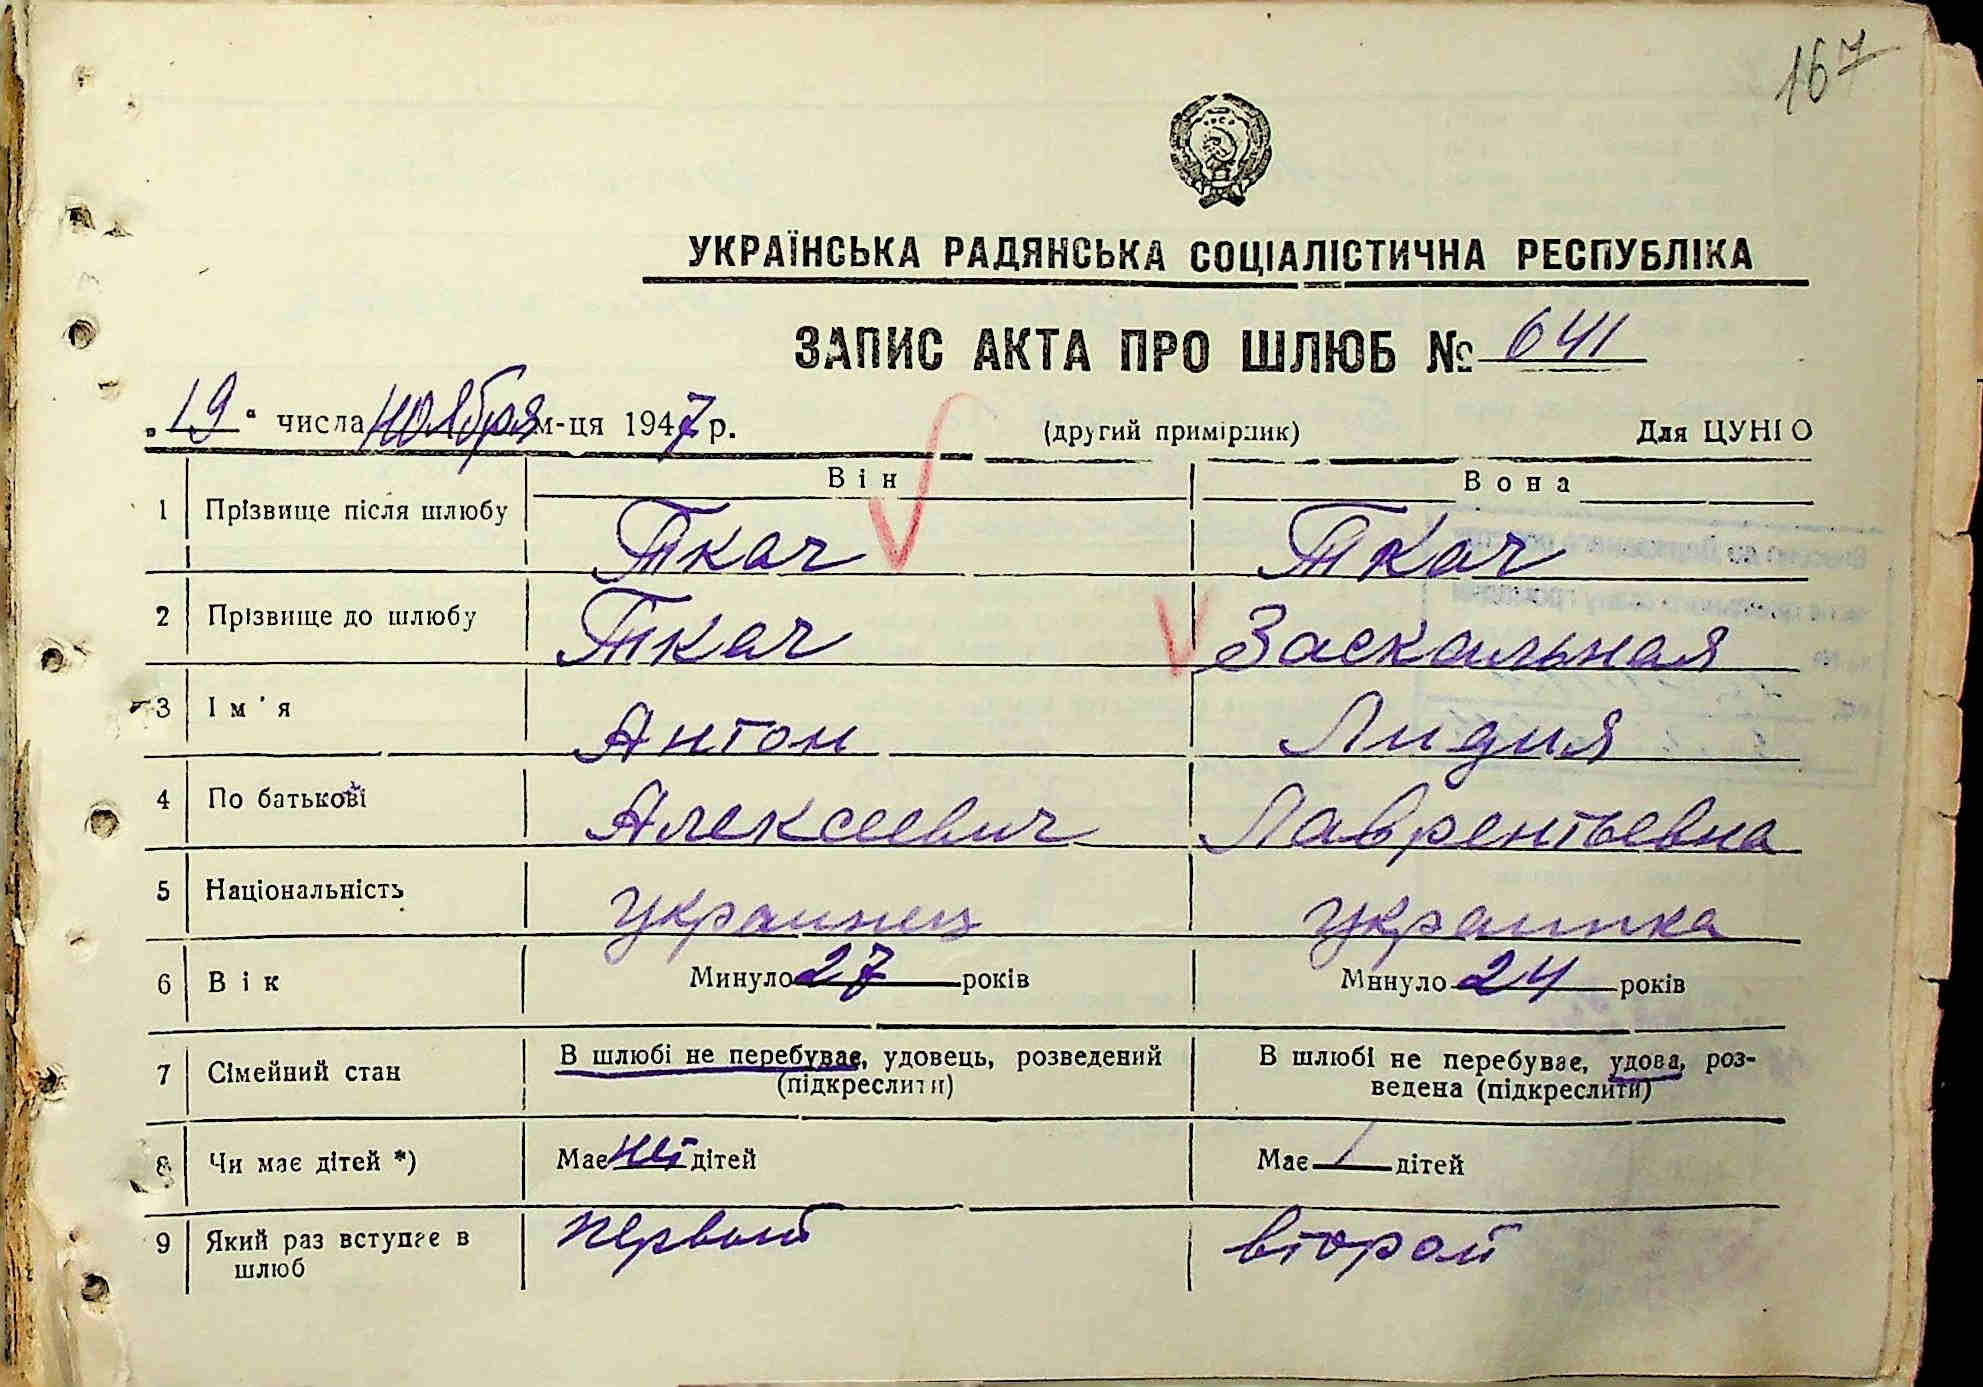 167
УКРАЇНСЬКА РАДЯНСЬКА СОЦІАЛІСТИЧНА РЕСПУБЛІКА
ЗАПИС АКТА ПРО ШЛЮБ № 641
„19“ числа ноября м-ця 1947 р. (другий примірник) Для ЦУНГО
Він Вона
1 Прізвище після шлюбу Ткач Ткач
2 Прізвище до шлюбу Ткач Заскальная
3 Ім'я Антон Лидия
4 По батькові Алексеевич Лаврентьевна
5 Національність украинец украинка
6 Вік Минуло 27 років Минуло 24 років
7 Сімейний стан В шлюбі не перебуває, удовець, розведений В шлюбі не перебуває, удова, роз-
(підкреслити) ведена (підкреслити)
8 Чи має дітей *) Має нет дітей Має / дітей
9 Який раз вступає в первый второй
шлюб